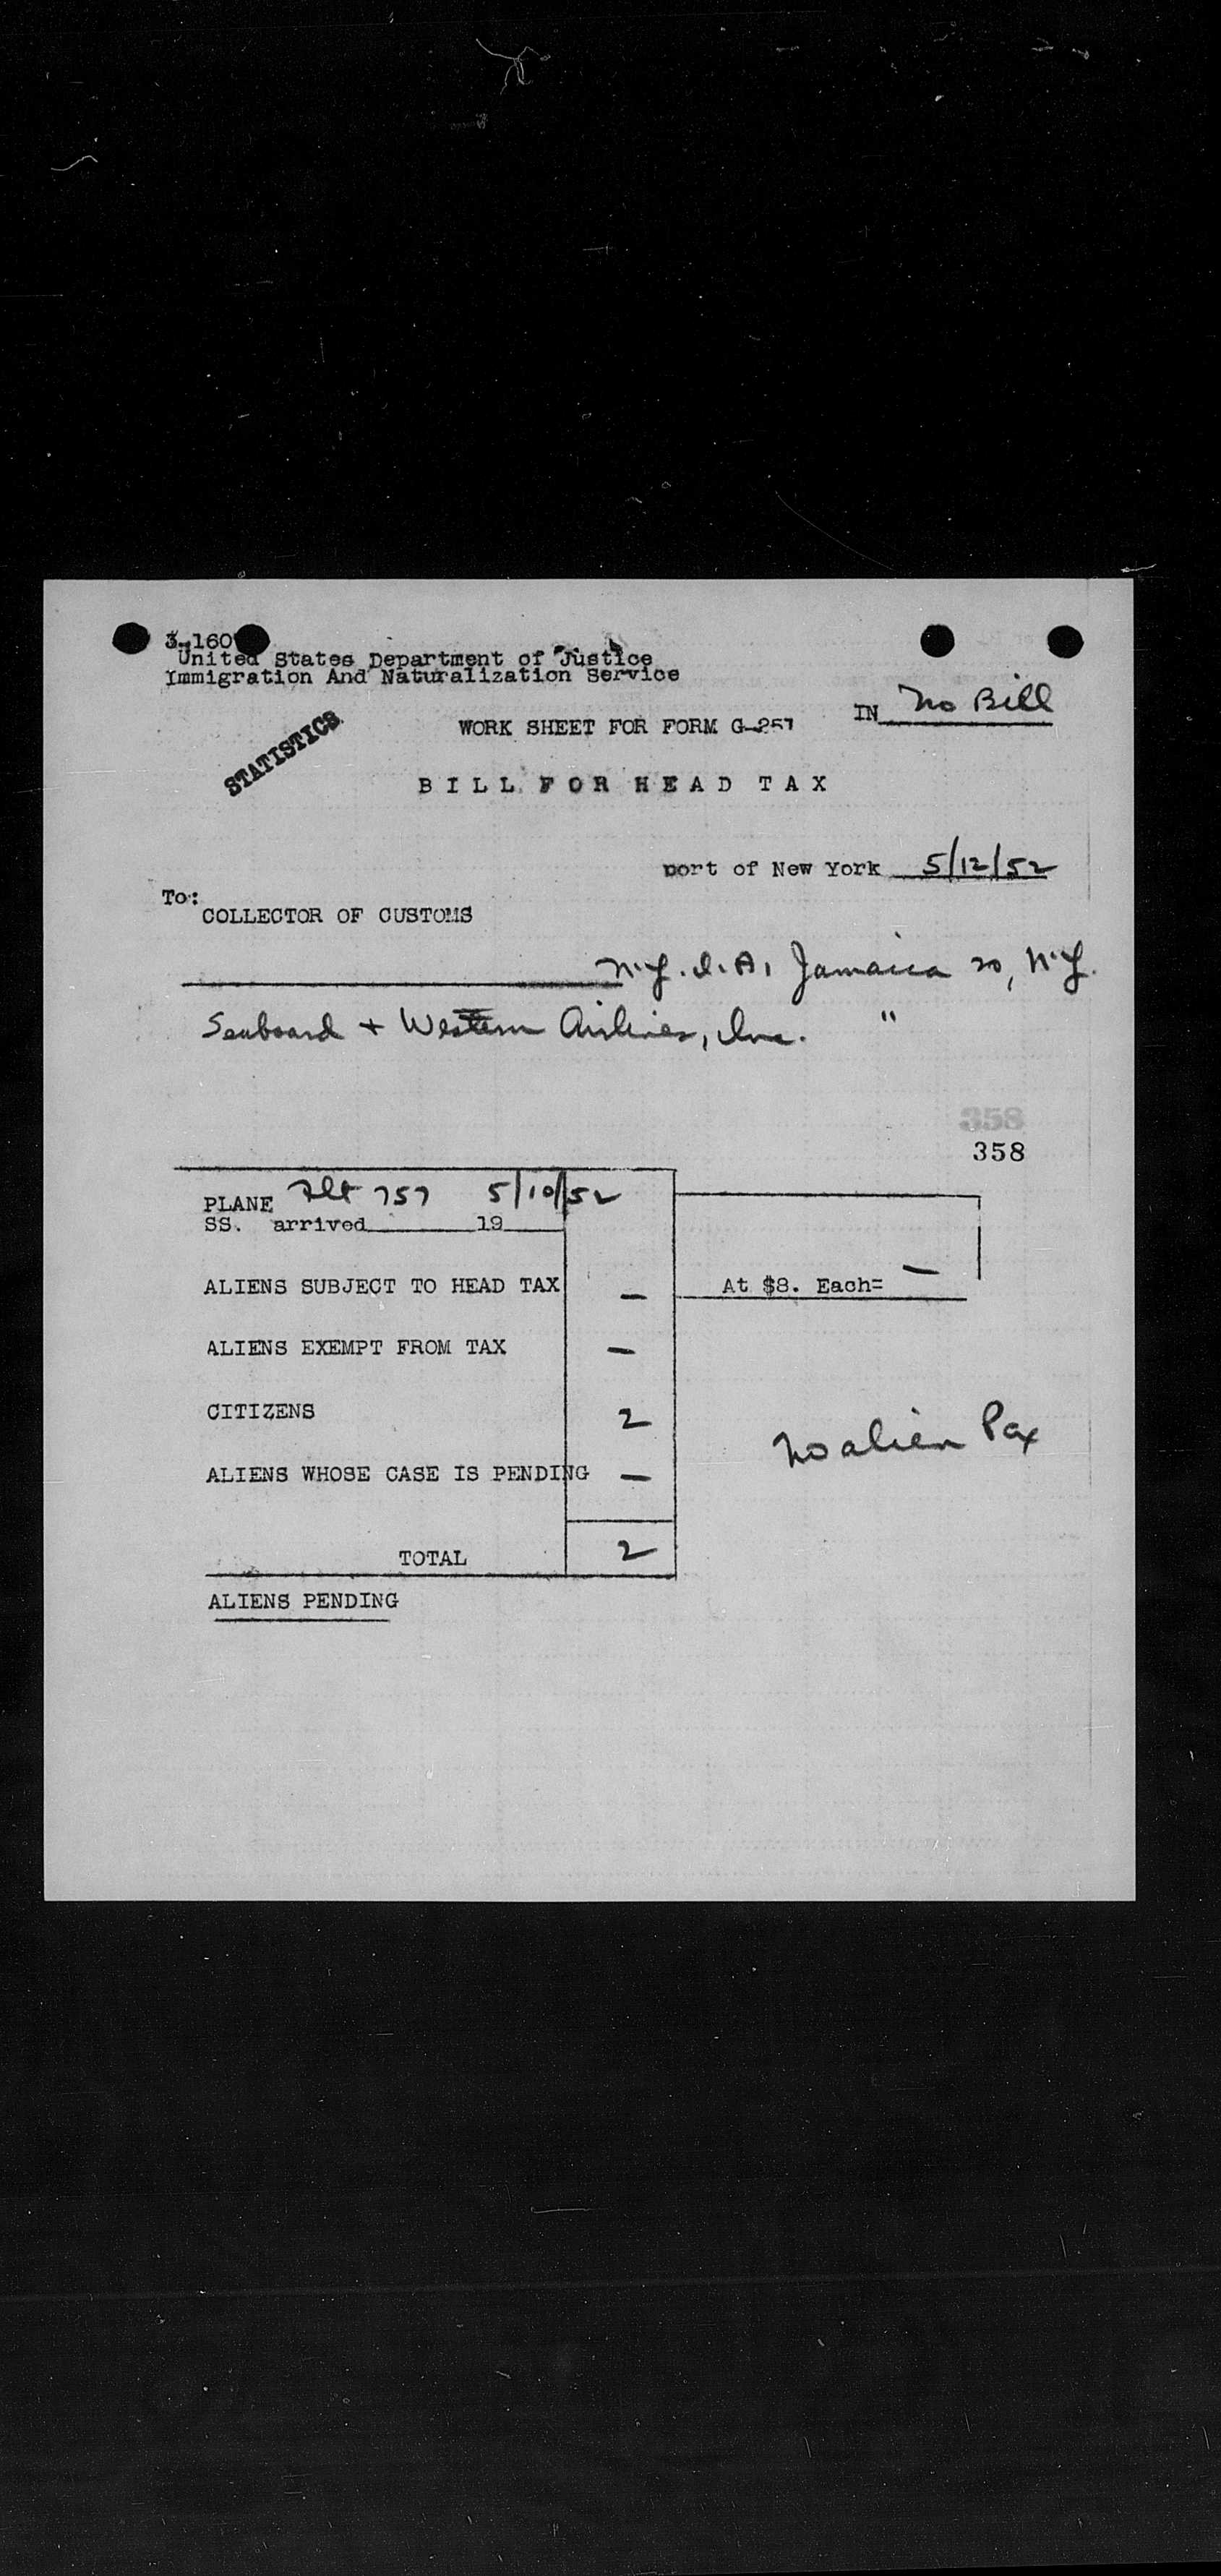 3-160
United States Department of Justice
Immigration And Naturalization Service
IN No Bill
WORK SHEET FOR FORM G-257
STATISTICS
BILL FOR HEAD TAX
port of New York 5/12/52
To:
COLLECTOR OF CUSTOMS
N.Y.I.A, Jamaica 20, N.Y.
Seaboard + Western Airlines, Inc. "
358
358
PLANE Flt 757 5/10/52
SS. arrived 19
ALIENS SUBJECT TO HEAD TAX — At $8. Each= —
ALIENS EXEMPT FROM TAX —
CITIZENS 2
No alien Pax
ALIENS WHOSE CASE IS PENDING —
TOTAL 2
ALIENS PENDING